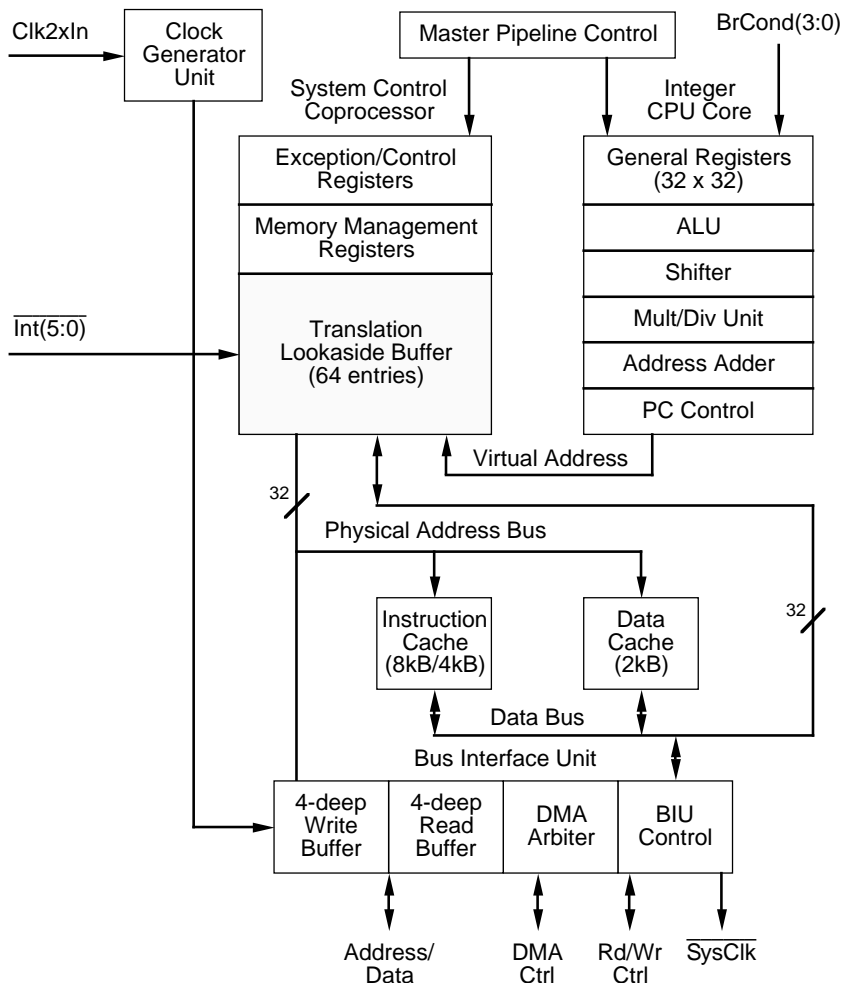 Clk2xIn
Clock
Generator
Unit
Master Pipeline Control
BrCond(3:0)
System Control
Coprocessor
Integer
CPU Core
Exception/Control
Registers
Memory Management
Registers
Translation
Lookaside Buffer
(64 entries)
General Registers
(32 x 32)
ALU
Shifter
Mult/Div Unit
Address Adder
PC Control
Int(5:0)
Virtual Address
32
Physical Address Bus
Instruction
Cache
(8kB/4kB)
Data
Cache
(2kB)
32
Data Bus
Bus Interface Unit
4-deep
Write
Buffer
4-deep
Read
Buffer
DMA
Arbiter
BIU
Control
Address/
Data
DMA
Ctrl
Rd/Wr
Ctrl
SysClk